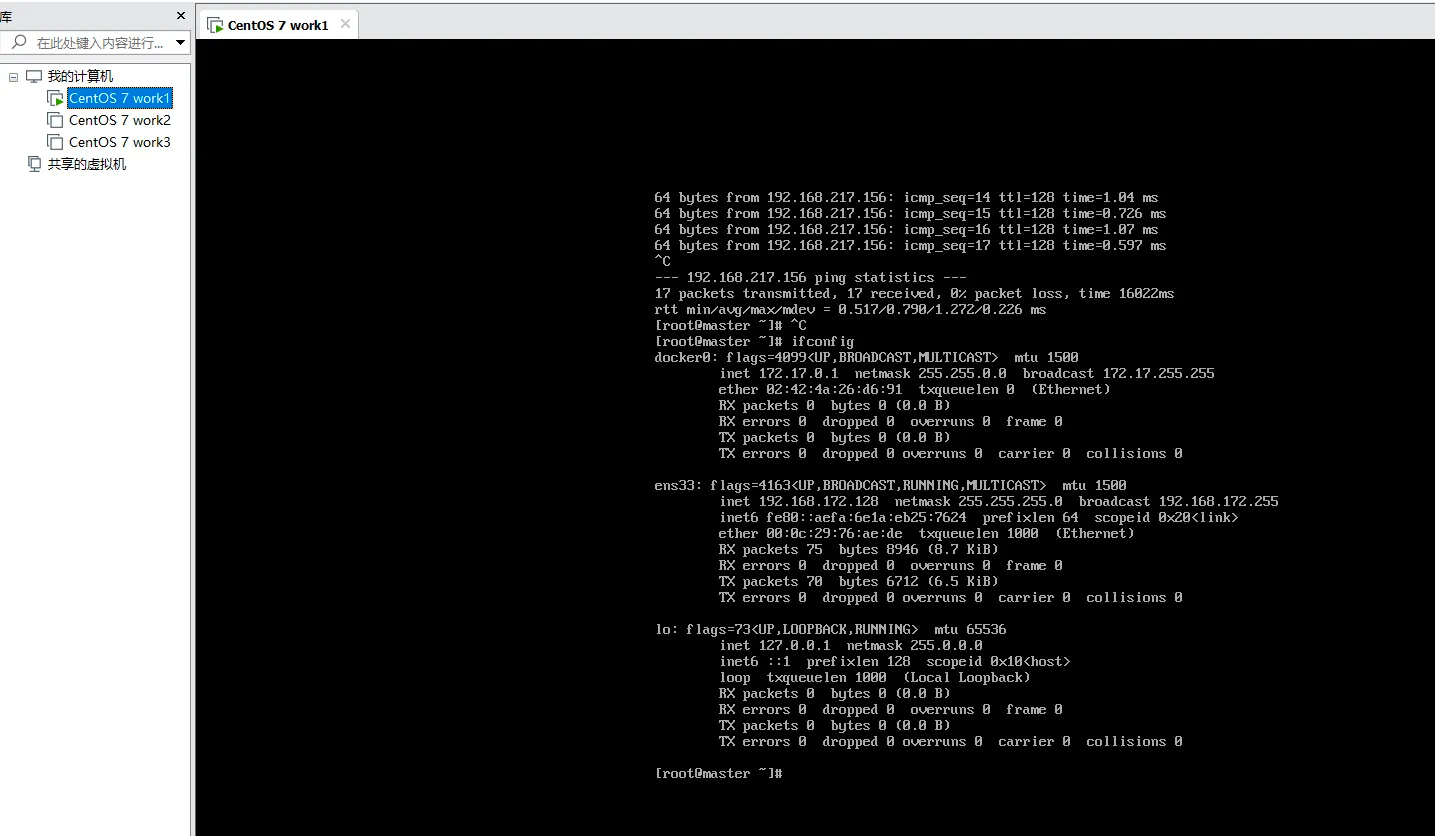 库
CentOS 7 work1
在此处键入内容进行...
我的计算机
CentOS 7 work1
CentOS 7 work2
CentOS 7 work3
共享的虚拟机
64 bytes from 192.168.217.156: icmp_seq=14 ttl=128 time=1.04 ms
64 bytes from 192.168.217.156: icmp_seq=15 ttl=128 time=0.726 ms
64 bytes from 192.168.217.156: icmp_seq=16 ttl=128 time=1.07 ms
64 bytes from 192.168.217.156: icmp_seq=17 ttl=128 time=0.597 ms
^C
--- 192.168.217.156 ping statistics ---
17 packets transmitted, 17 received, 0% packet loss, time 16022ms
rtt min/avg/max/mdev = 0.517/0.790/1.272/0.226 ms
[root@master ~]# ^C
[root@master ~]# ifconfig
docker0: flags=4099<UP,BROADCAST,MULTICAST>  mtu 1500
        inet 172.17.0.1  netmask 255.255.0.0  broadcast 172.17.255.255
        ether 02:42:4a:26:d6:91  txqueuelen 0  (Ethernet)
        RX packets 0  bytes 0 (0.0 B)
        RX errors 0  dropped 0  overruns 0  frame 0
        TX packets 0  bytes 0 (0.0 B)
        TX errors 0  dropped 0 overruns 0  carrier 0  collisions 0
ens33: flags=4163<UP,BROADCAST,RUNNING,MULTICAST>  mtu 1500
        inet 192.168.172.128  netmask 255.255.255.0  broadcast 192.168.172.255
        inet6 fe80::aefa:6e1a:eb25:7624  prefixlen 64  scopeid 0x20<link>
        ether 00:0c:29:76:ae:de  txqueuelen 1000  (Ethernet)
        RX packets 75  bytes 8946 (8.7 KiB)
        RX errors 0  dropped 0  overruns 0  frame 0
        TX packets 70  bytes 6712 (6.5 KiB)
        TX errors 0  dropped 0 overruns 0  carrier 0  collisions 0
lo: flags=73<UP,LOOPBACK,RUNNING>  mtu 65536
        inet 127.0.0.1  netmask 255.0.0.0
        inet6 ::1  prefixlen 128  scopeid 0x10<host>
        loop  txqueuelen 1000  (Local Loopback)
        RX packets 0  bytes 0 (0.0 B)
        RX errors 0  dropped 0  overruns 0  frame 0
        TX packets 0  bytes 0 (0.0 B)
        TX errors 0  dropped 0 overruns 0  carrier 0  collisions 0
[root@master ~]#